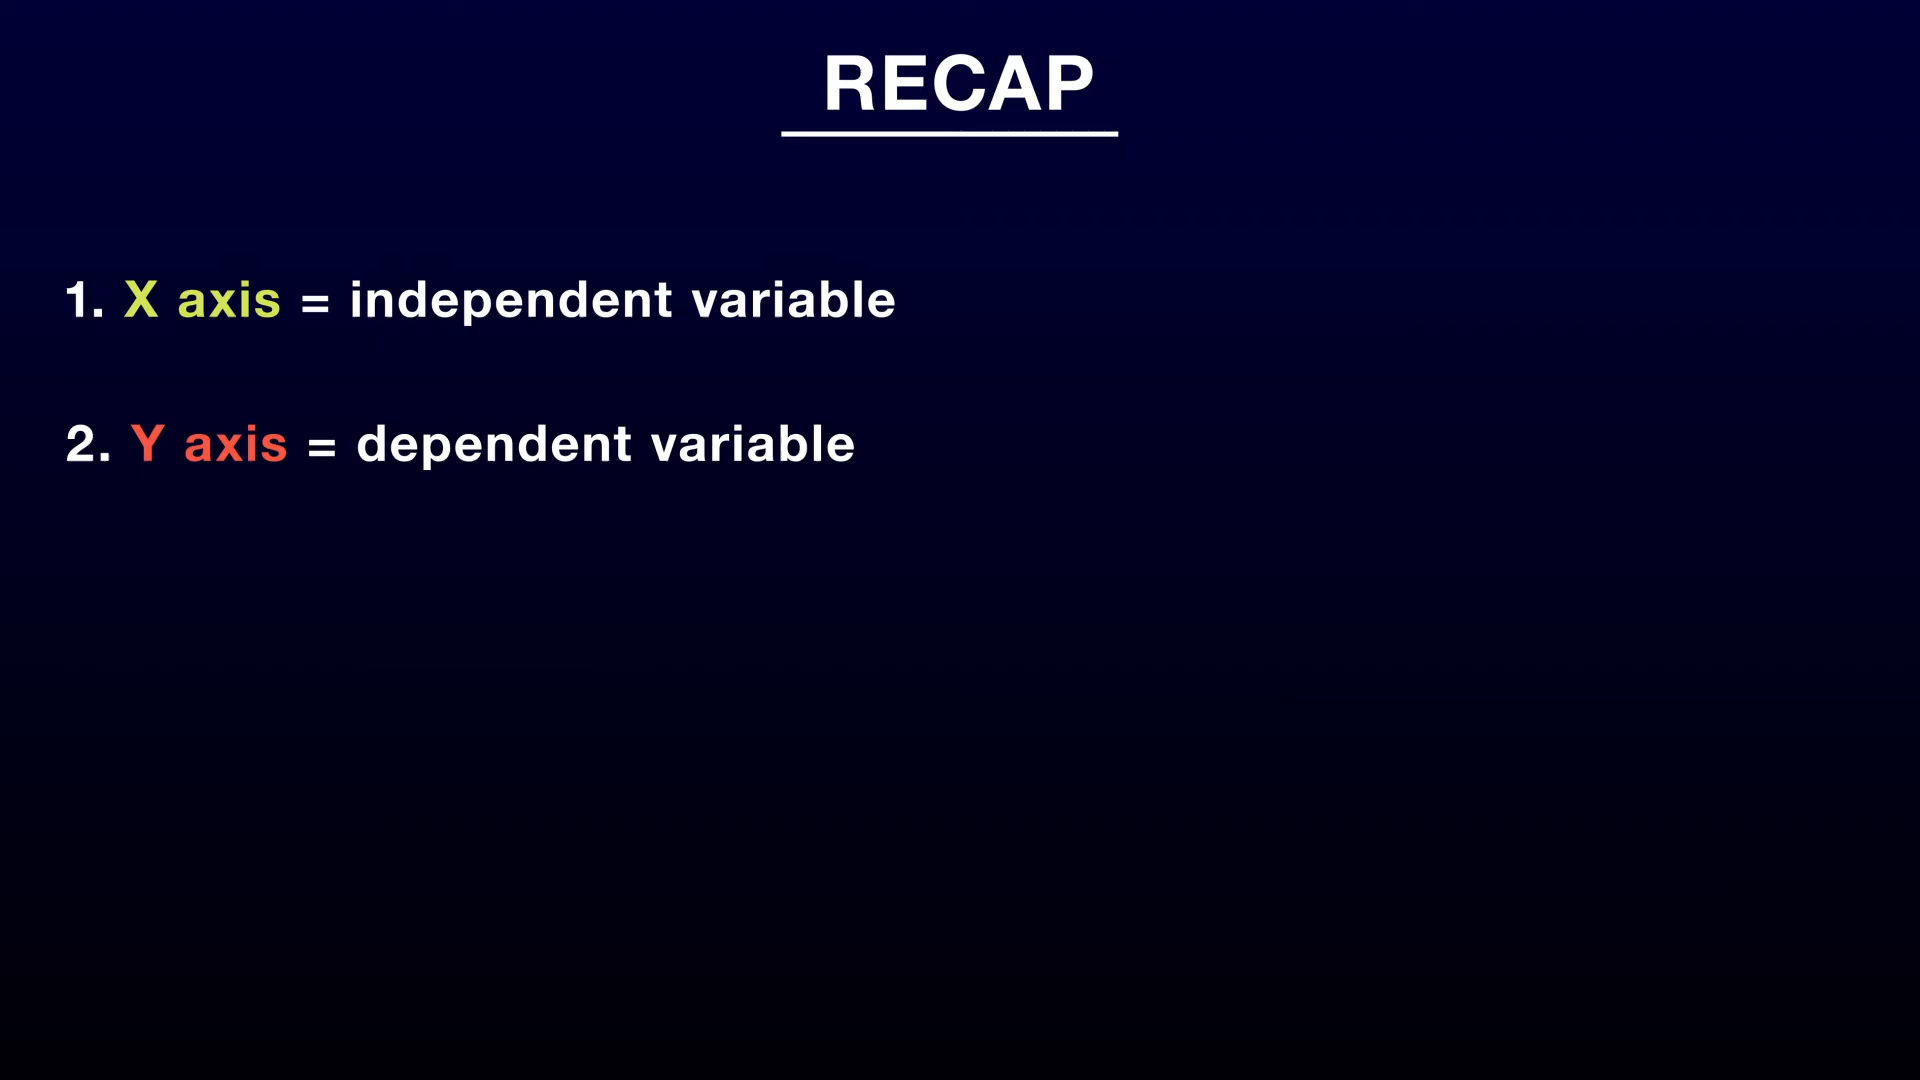 RECAP
1. X axis = independent variable
2. Y axis = dependent variable